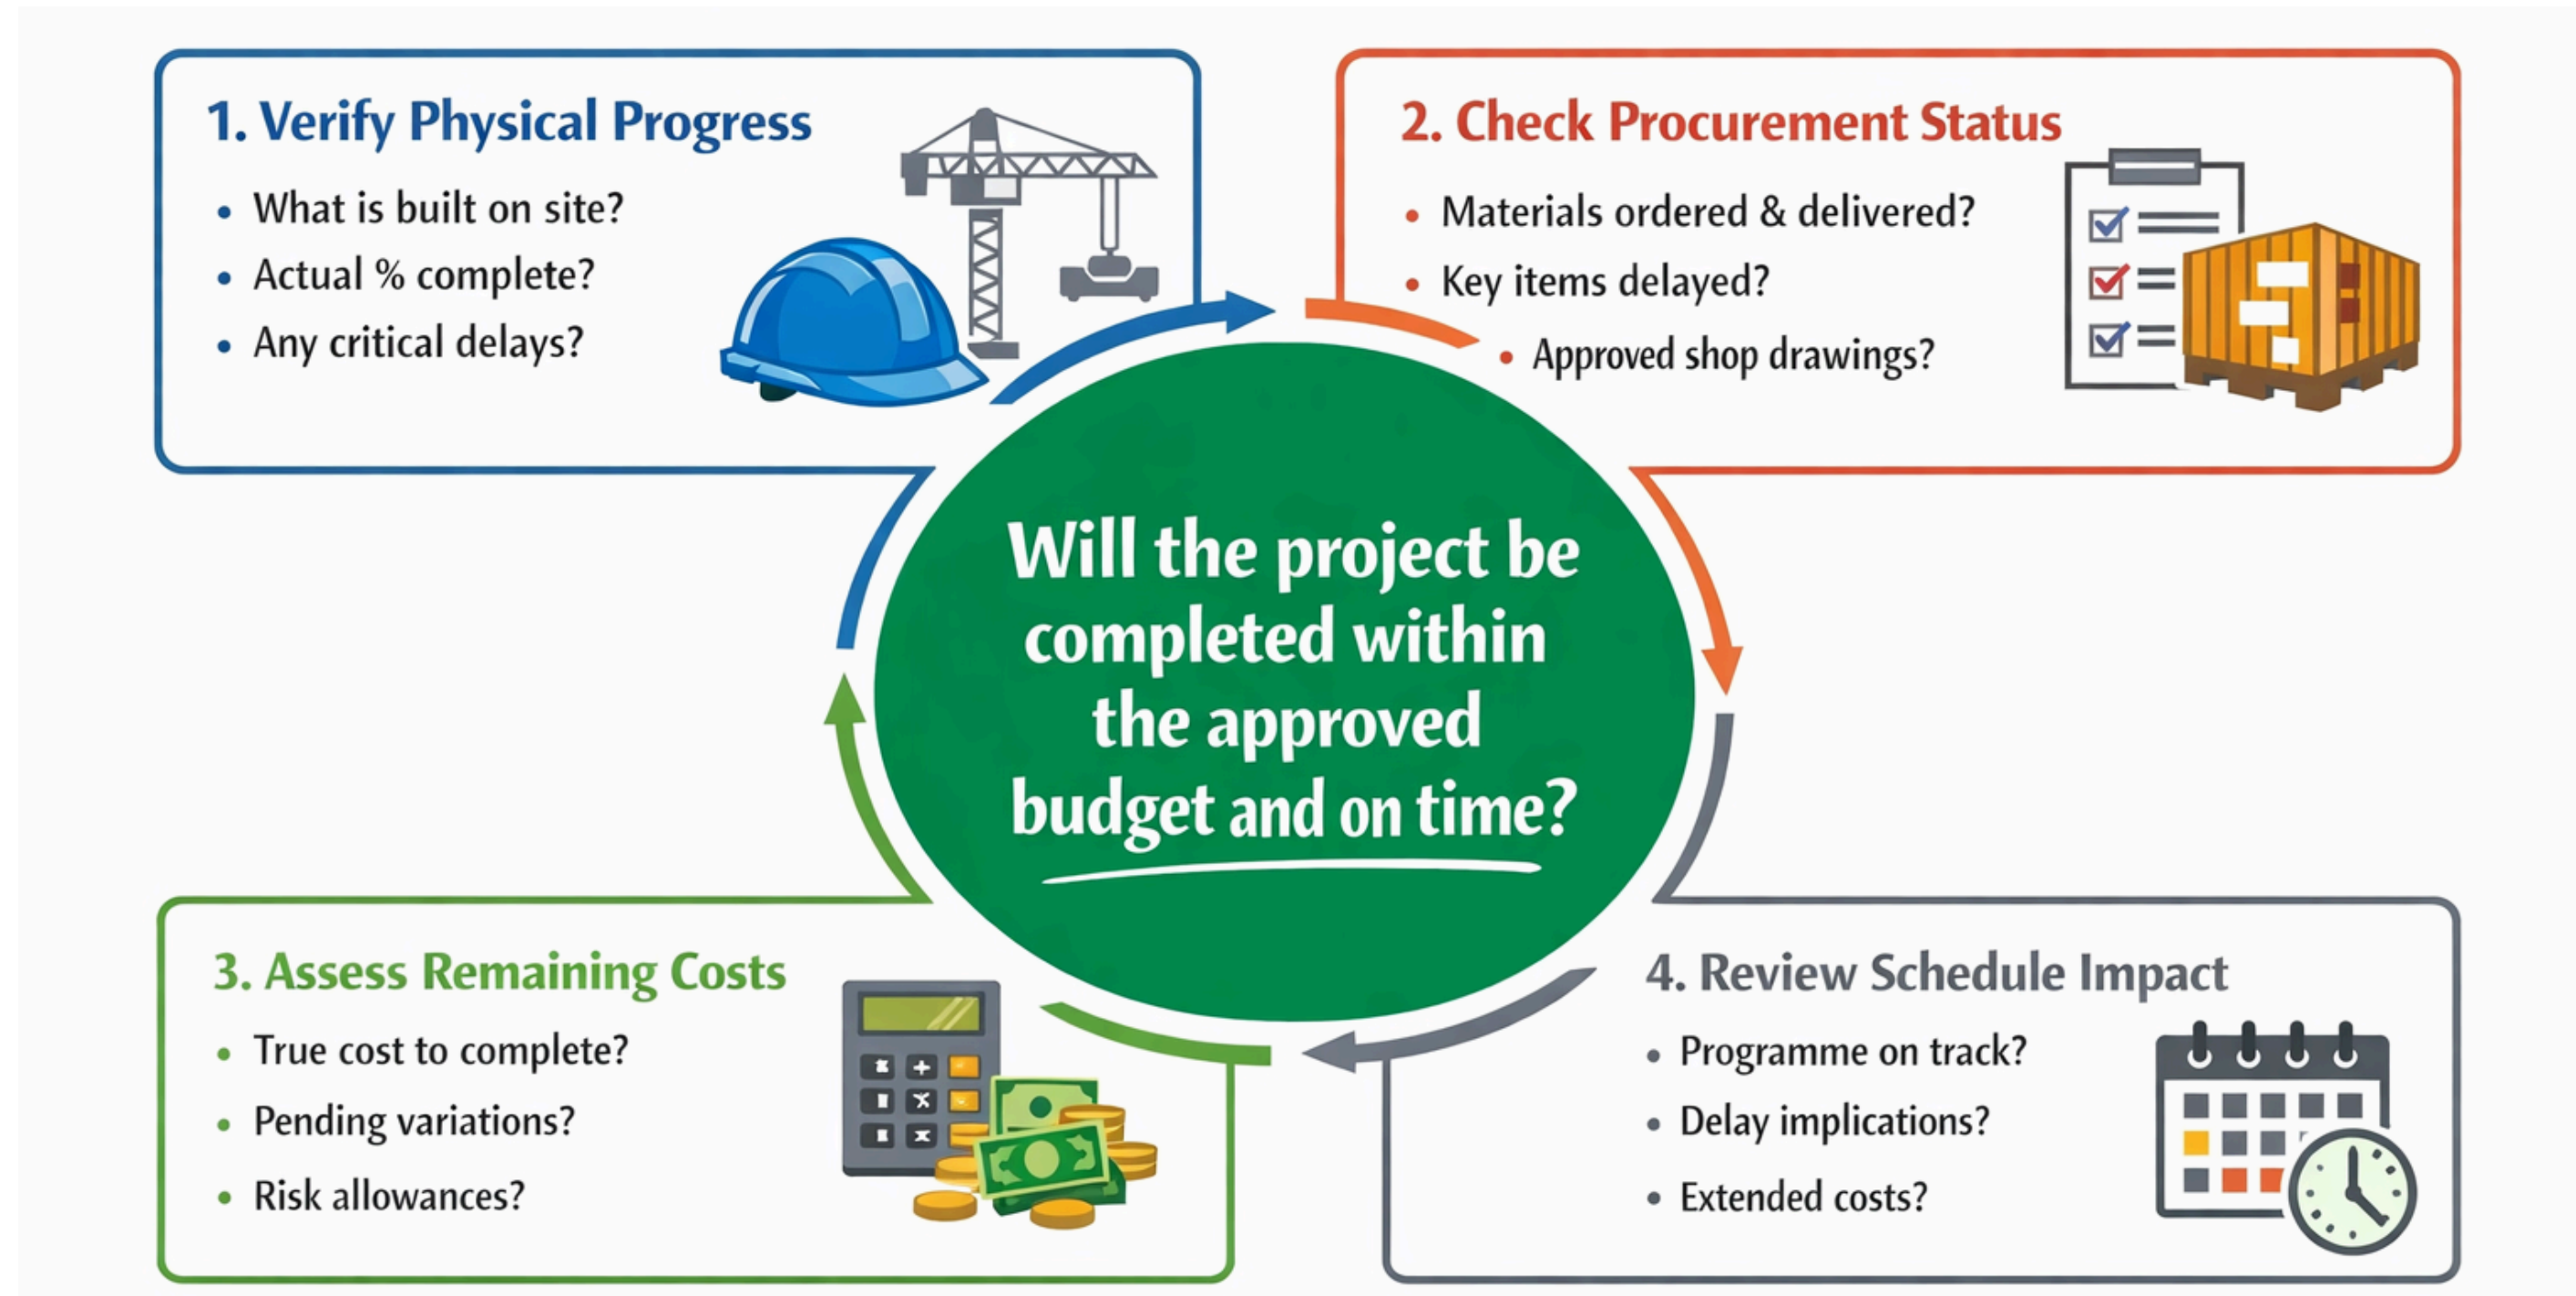 1. Verify Physical Progress
• What is built on site?
• Actual % complete?
• Any critical delays?
2. Check Procurement Status
• Materials ordered & delivered?
• Key items delayed?
• Approved shop drawings?
Will the project be
completed within
the approved
budget and on time?
3. Assess Remaining Costs
• True cost to complete?
• Pending variations?
• Risk allowances?
4. Review Schedule Impact
• Programme on track?
• Delay implications?
• Extended costs?